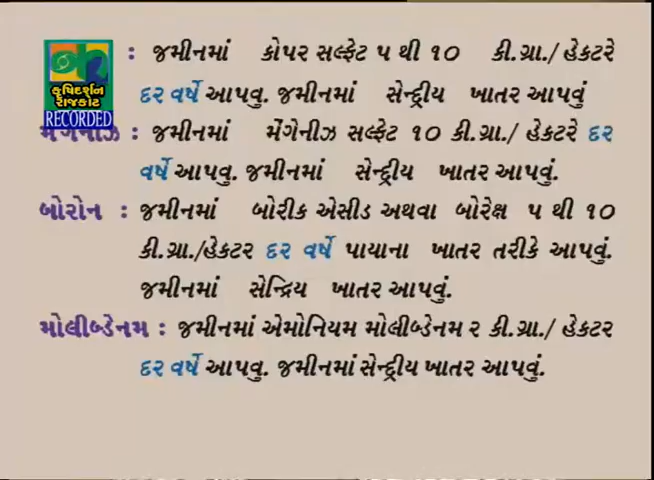 : જમીનમાં કોપર સલ્ફેટ ૫ થી ૧૦ કી.ગ્રા./ હેકટરે
દર વર્ષે આપવુ. જમીનમાં સેન્દ્રીય ખાતર આપવું
કૃષિદર્શન
રાજકોટ
RECORDED
: જમીનમાં મેંગેનીઝ સલ્ફેટ ૧૦ કી.ગ્રા./ હેકટરે દર
વર્ષે આપવુ. જમીનમાં સેન્દ્રીય ખાતર આપવું.
બોરોન : જમીનમાં બોરીક એસીડ અથવા બોરેક્ષ ૫ થી ૧૦
કી.ગ્રા./હેકટર દર વર્ષે પાયાના ખાતર તરીકે આપવું.
જમીનમાં સેન્દ્રિય ખાતર આપવું.
મોલીબ્ડેનમ : જમીનમાં એમોનિયમ મોલીબ્ડેનમ ૨ કી.ગ્રા./ હેકટર
દર વર્ષે આપવુ. જમીનમાં સેન્દ્રીય ખાતર આપવું.